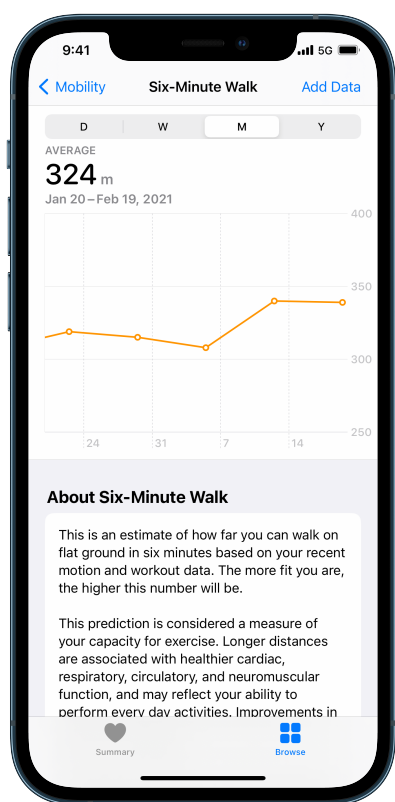 9:41 5G
Mobility Six-Minute Walk Add Data
D W M Y
AVERAGE
324 m
Jan 20–Feb 19, 2021
400
350
300
250
24 31 7 14
About Six-Minute Walk
This is an estimate of how far you can walk on
flat ground in six minutes based on your recent
motion and workout data. The more fit you are,
the higher this number will be.
This prediction is considered a measure of
your capacity for exercise. Longer distances
are associated with healthier cardiac,
respiratory, circulatory, and neuromuscular
function, and may reflect your ability to
perform every day activities. Improvements in
Summary Browse